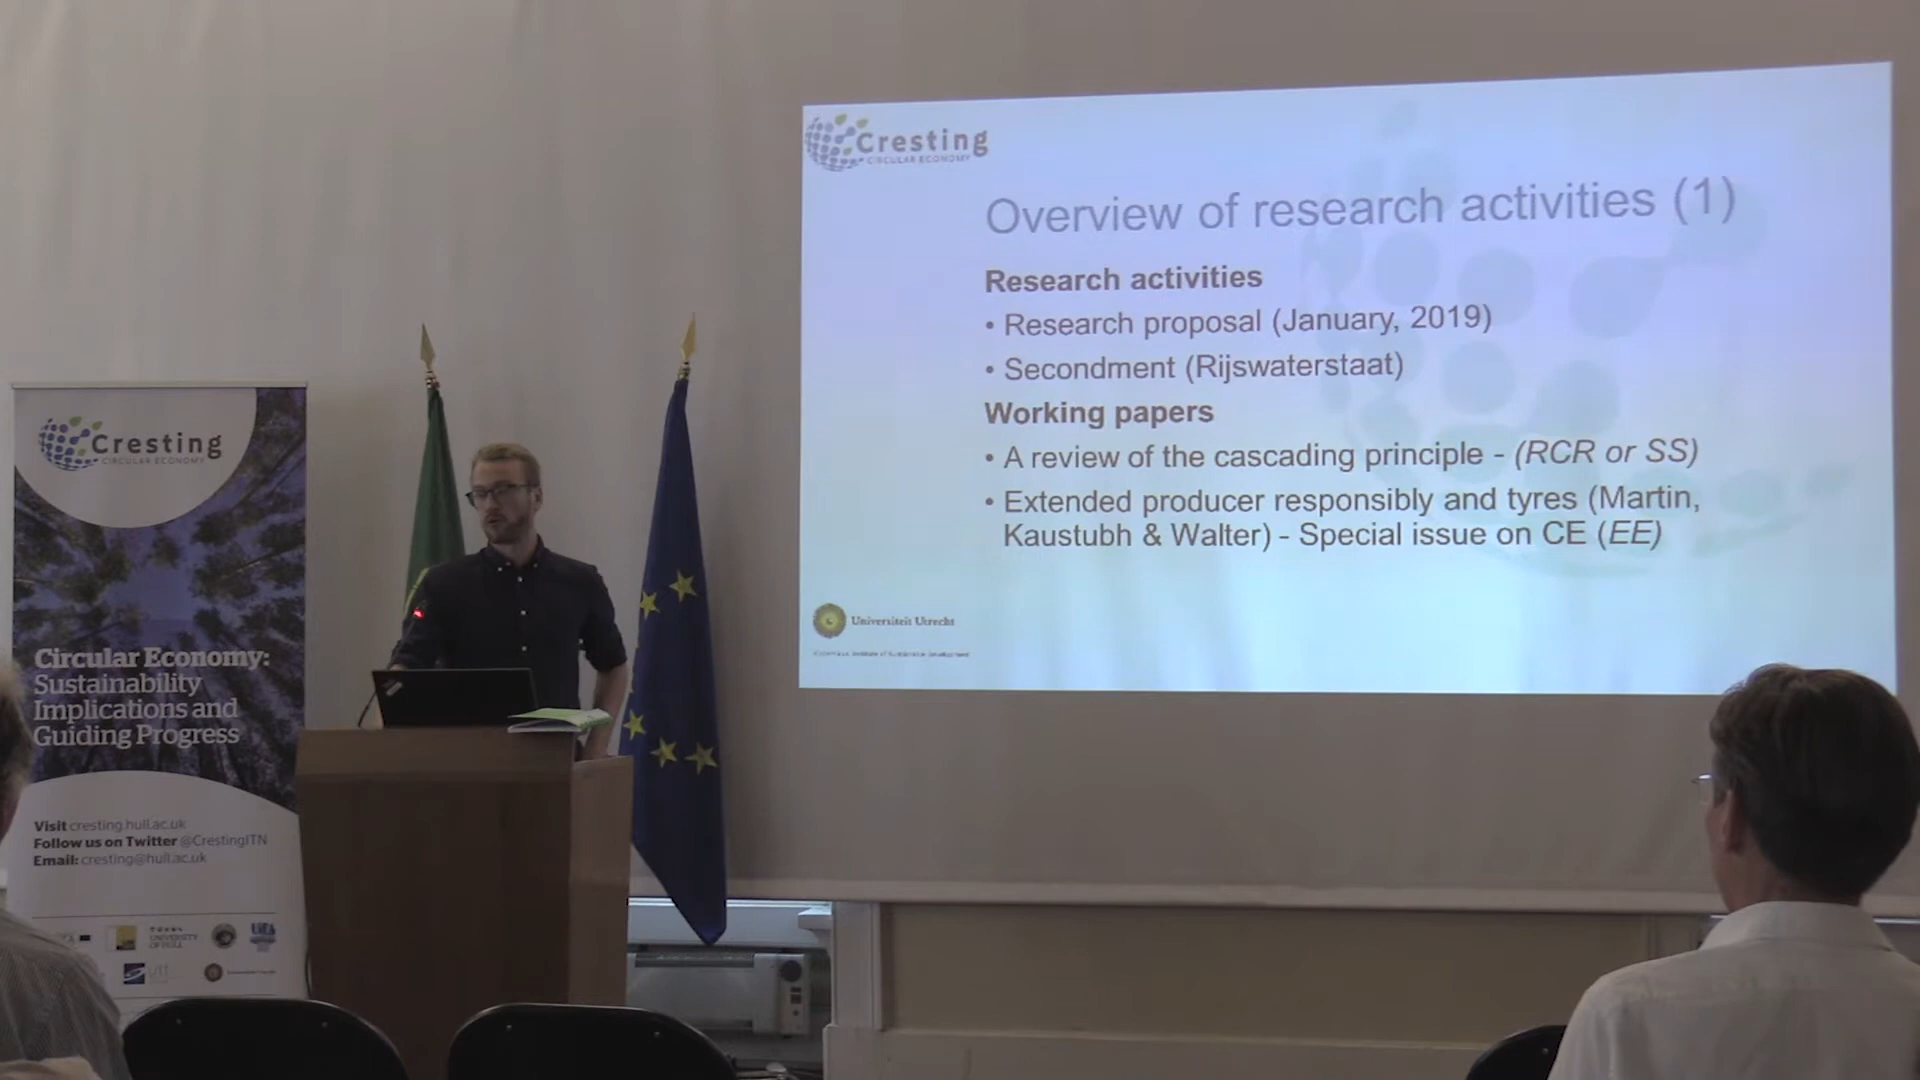 Cresting
CIRCULAR ECONOMY
Overview of research activities (1)
Research activities
• Research proposal (January, 2019)
• Secondment (Rijswaterstaat)
Working papers
• A review of the cascading principle - (RCR or SS)
• Extended producer responsibly and tyres (Martin,
Kaustubh & Walter) - Special issue on CE (EE)
Universiteit Utrecht
Cresting
CIRCULAR ECONOMY
Circular Economy:
Sustainability
Implications and
Guiding Progress
Visit cresting.hull.ac.uk
Follow us on Twitter @CrestingITN
Email: cresting@hull.ac.uk
UNIVERSITY
OF HULL